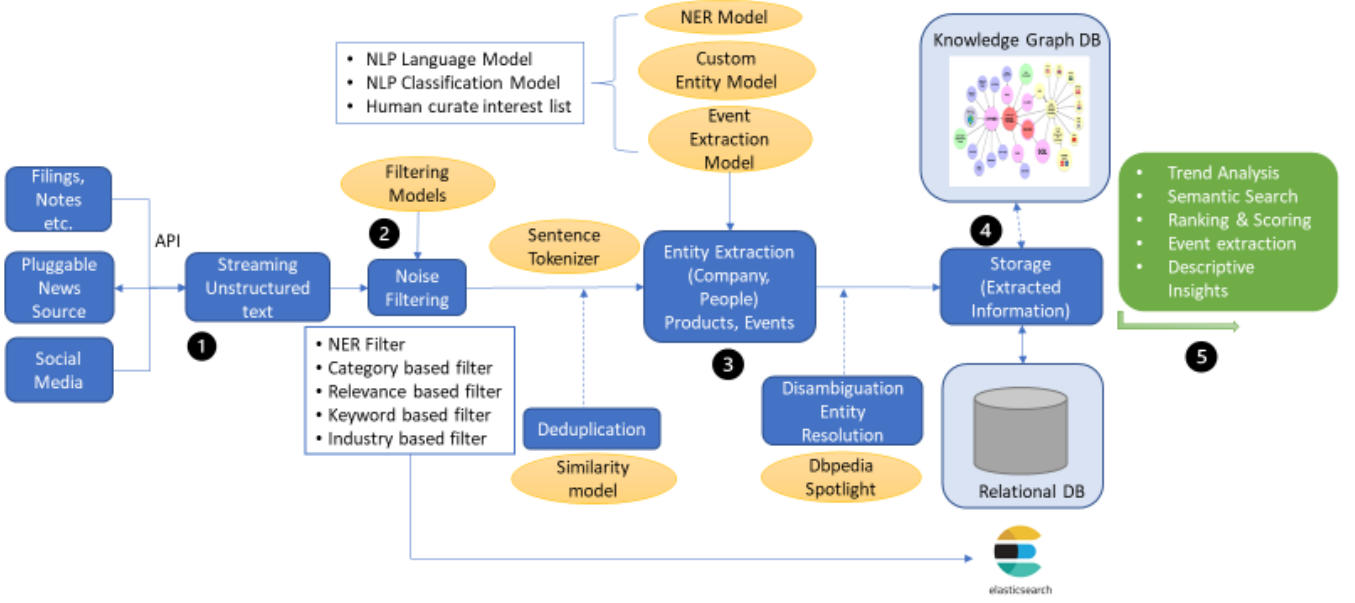 NER Model
Custom
Entity Model
Event
Extraction
Model
• NLP Language Model
• NLP Classification Model
• Human curate interest list
Knowledge Graph DB
Filings,
Notes
etc.
Pluggable
News
Source
Social
Media
API
Streaming
Unstructured
text
1
Filtering
Models
2
Noise
Filtering
• NER Filter
• Category based filter
• Relevance based filter
• Keyword based filter
• Industry based filter
Sentence
Tokenizer
Deduplication
Similarity
model
Entity Extraction
(Company,
People)
Products, Events
3
Disambiguation
Entity
Resolution
Dbpedia
Spotlight
4
Storage
(Extracted
Information)
Relational DB
• Trend Analysis
• Semantic Search
• Ranking & Scoring
• Event extraction
• Descriptive
Insights
5
elasticsearch